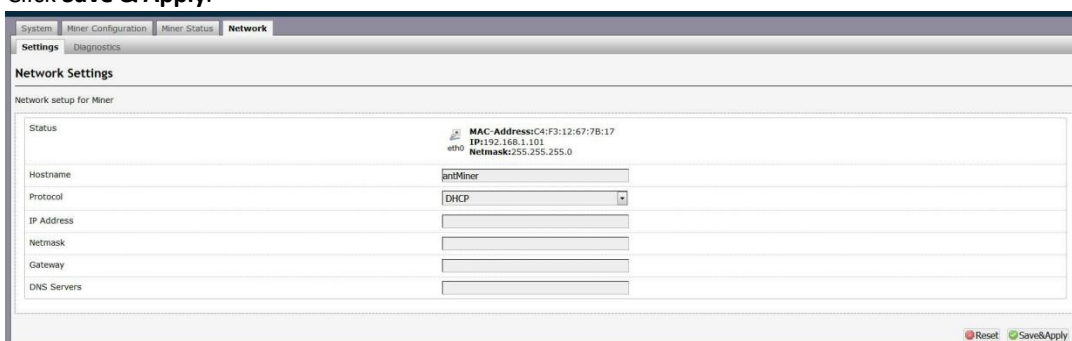 Click Save & Apply.
System Miner Configuration Miner Status Network
Settings Diagnostics
Network Settings
Network setup for Miner
Status
MAC-Address:C4:F3:12:67:7B:17
IP:192.168.1.101
eth0 Netmask:255.255.255.0
Hostname antMiner
Protocol DHCP
IP Address
Netmask
Gateway
DNS Servers
Reset Save&Apply